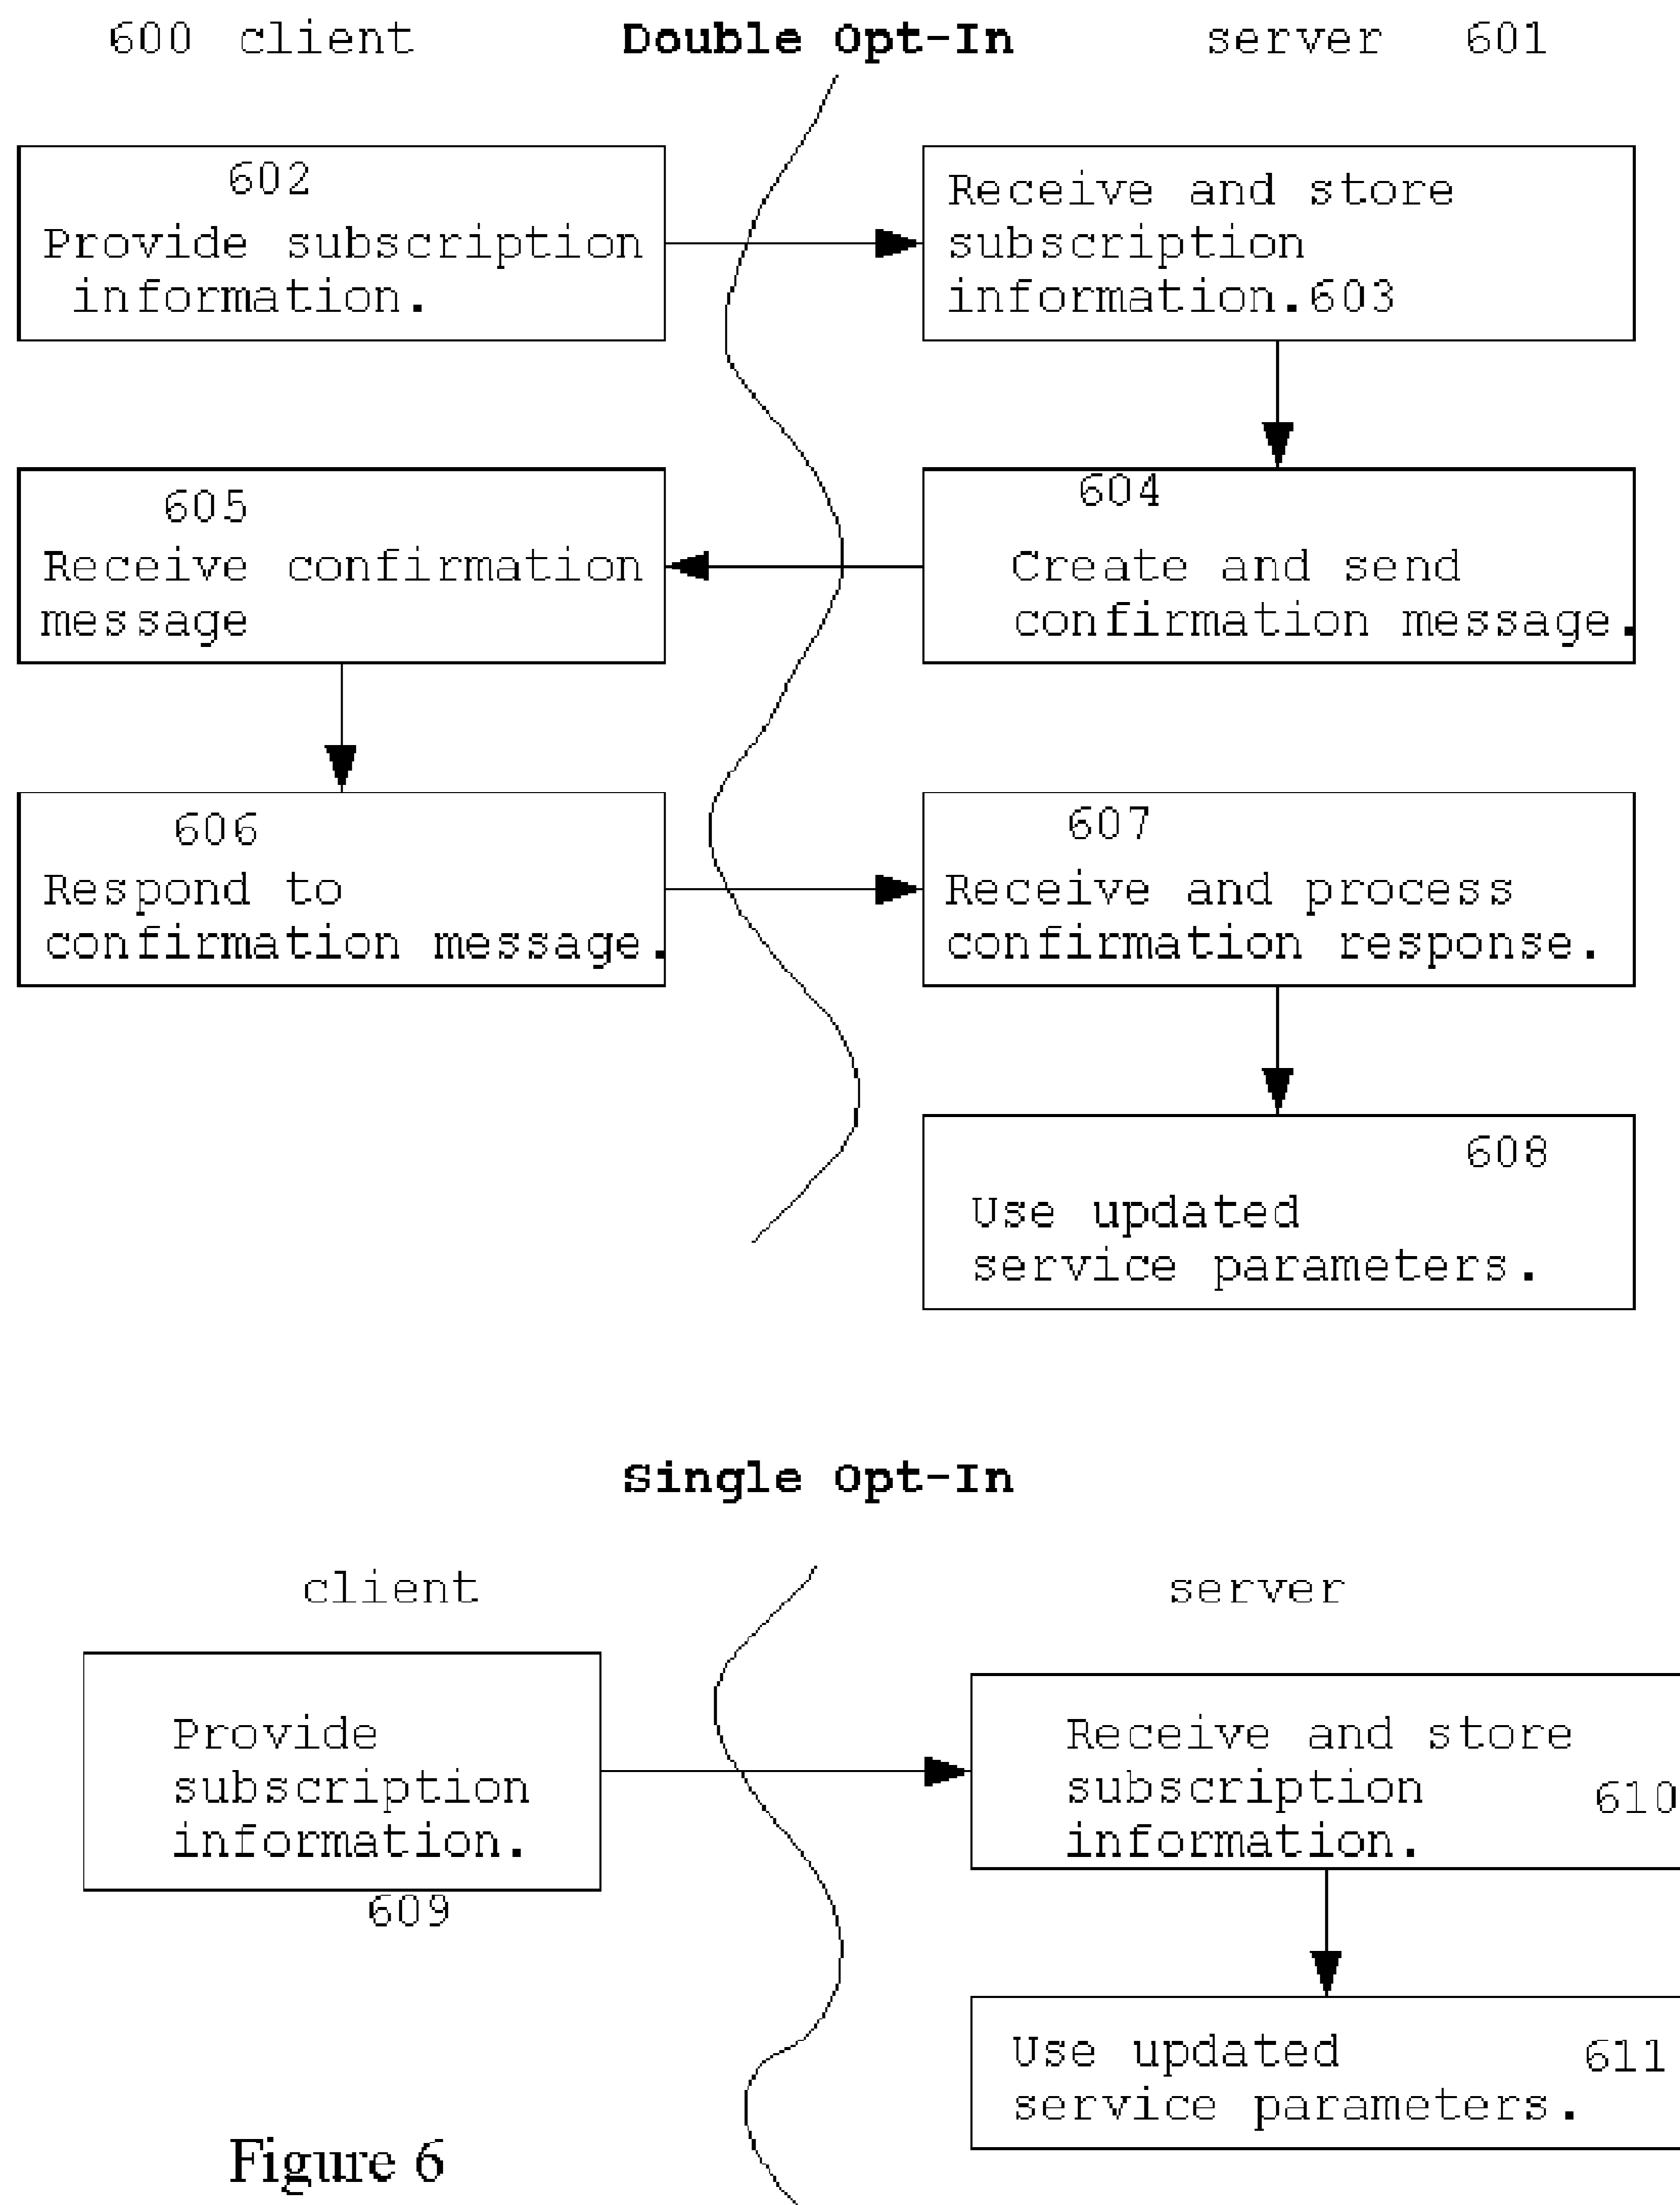 600 client Double Opt-In server 601
602
Provide subscription
information.
Receive and store
subscription
information.603
605
Receive confirmation
message
604
Create and send
confirmation message.
606
Respond to
confirmation message.
607
Receive and process
confirmation response.
608
Use updated
service parameters.
Single Opt-In
client server
Provide
subscription
information.
609
Receive and store
subscription
information.
610
Use updated
service parameters.
611
Figure 6